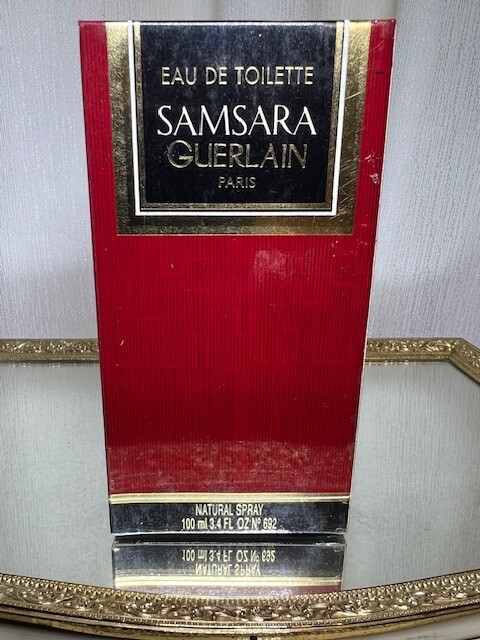 EAU DE TOILETTE
SAMSARA
GUERLAIN
PARIS
NATURAL SPRAY
100 ml 3.4 FL OZ Nº 692